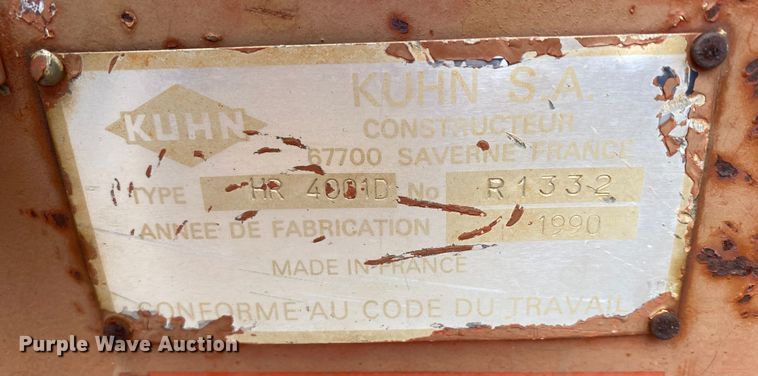 KUHN
KUHN S.A.
CONSTRUCTEUR
67700 SAVERNE FRANCE
TYPE HR 4001D No R1332
ANNEE DE FABRICATION 1990
MADE IN FRANCE
CONFORME AU CODE DU TRAVAIL
Purple Wave Auction